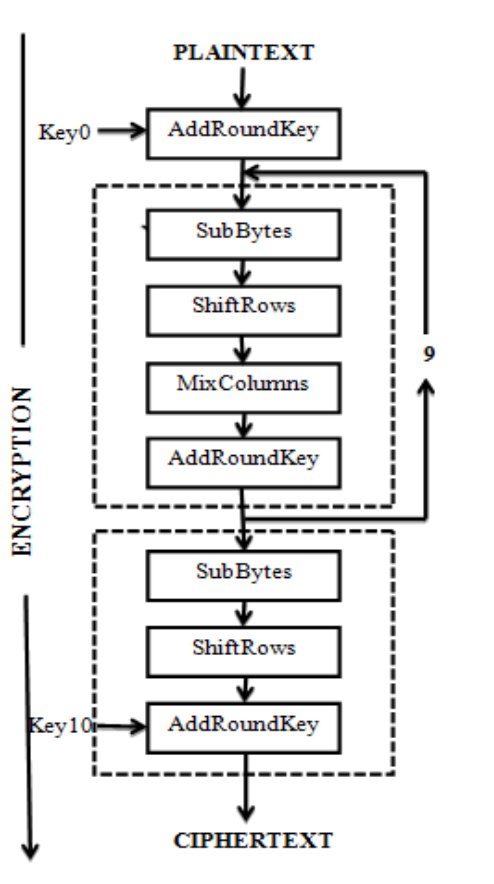 PLAINTEXT
Key0
AddRoundKey
SubBytes
ShiftRows
MixColumns
AddRoundKey
9
ENCRYPTION
SubBytes
ShiftRows
Key10
AddRoundKey
CIPHERTEXT